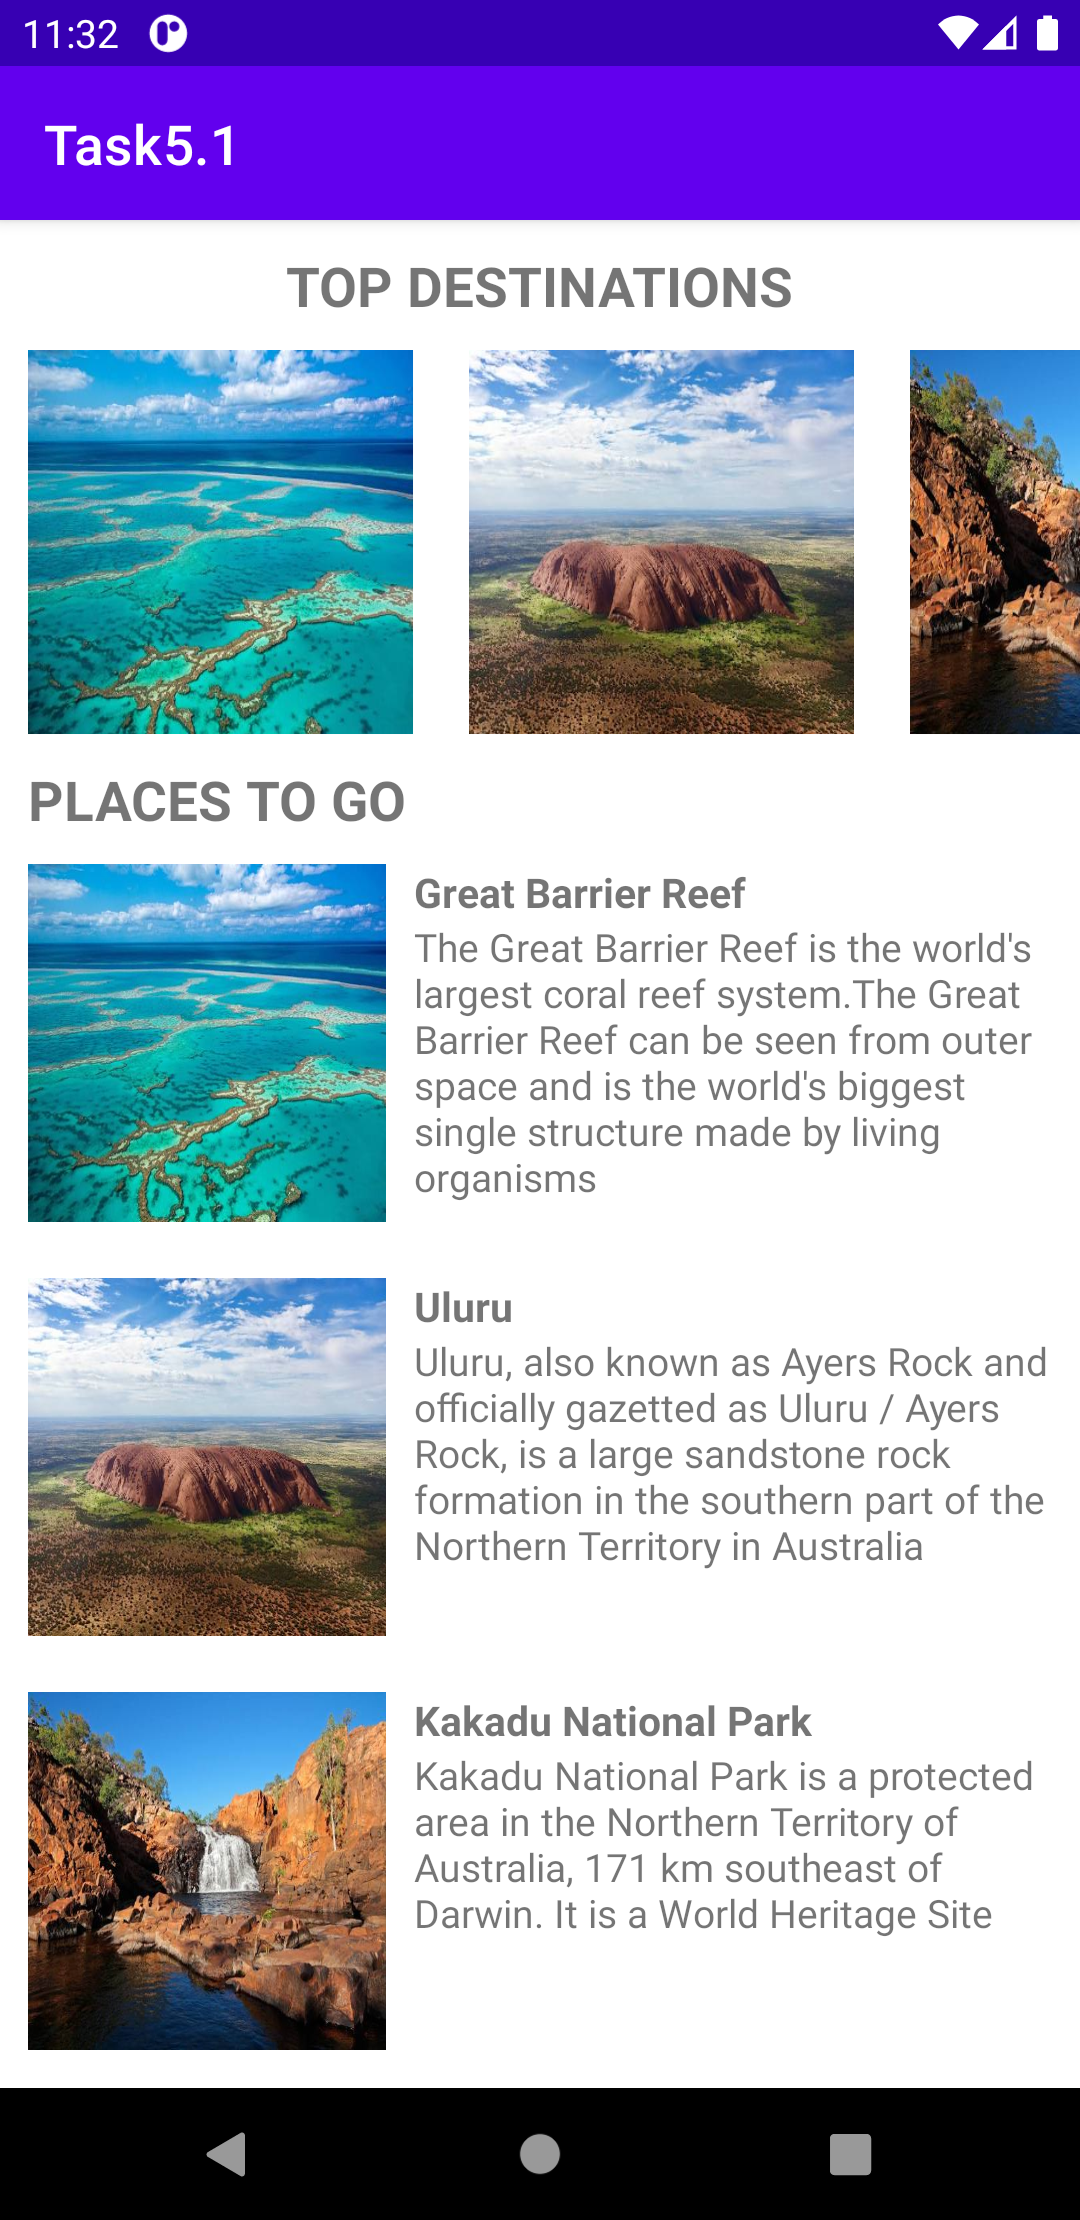 11:32
Task5.1
TOP DESTINATIONS
PLACES TO GO
Great Barrier Reef
The Great Barrier Reef is the world's
largest coral reef system.The Great
Barrier Reef can be seen from outer
space and is the world's biggest
single structure made by living
organisms
Uluru
Uluru, also known as Ayers Rock and
officially gazetted as Uluru / Ayers
Rock, is a large sandstone rock
formation in the southern part of the
Northern Territory in Australia
Kakadu National Park
Kakadu National Park is a protected
area in the Northern Territory of
Australia, 171 km southeast of
Darwin. It is a World Heritage Site